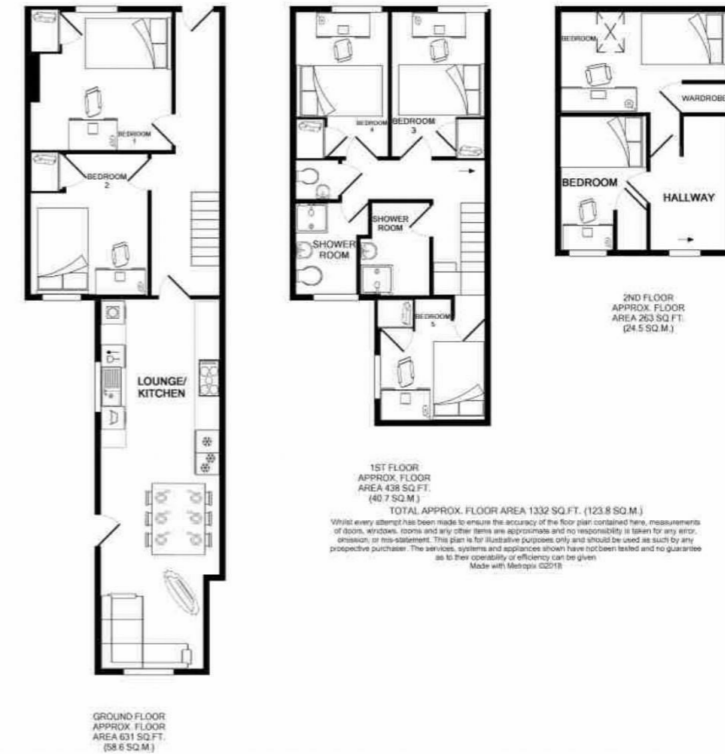 BEDROOM
1
BEDROOM
2
LOUNGE/
KITCHEN
GROUND FLOOR
APPROX. FLOOR
AREA 631 SQ.FT.
(58.6 SQ.M.)
BEDROOM
4
BEDROOM
3
SHOWER
ROOM
SHOWER
ROOM
BEDROOM
5
1ST FLOOR
APPROX. FLOOR
AREA 438 SQ.FT.
(40.7 SQ.M.)
BEDROOM
WARDROBE
BEDROOM
HALLWAY
2ND FLOOR
APPROX. FLOOR
AREA 263 SQ.FT.
(24.5 SQ.M.)
TOTAL APPROX. FLOOR AREA 1332 SQ.FT. (123.8 SQ.M.)
Whilst every attempt has been made to ensure the accuracy of the floor plan contained here, measurements
of doors, windows, rooms and any other items are approximate and no responsibility is taken for any error,
omission, or mis-statement. This plan is for illustrative purposes only and should be used as such by any
prospective purchaser. The services, systems and appliances shown have not been tested and no guarantee
as to their operability or efficiency can be given
Made with Metropix ©2018